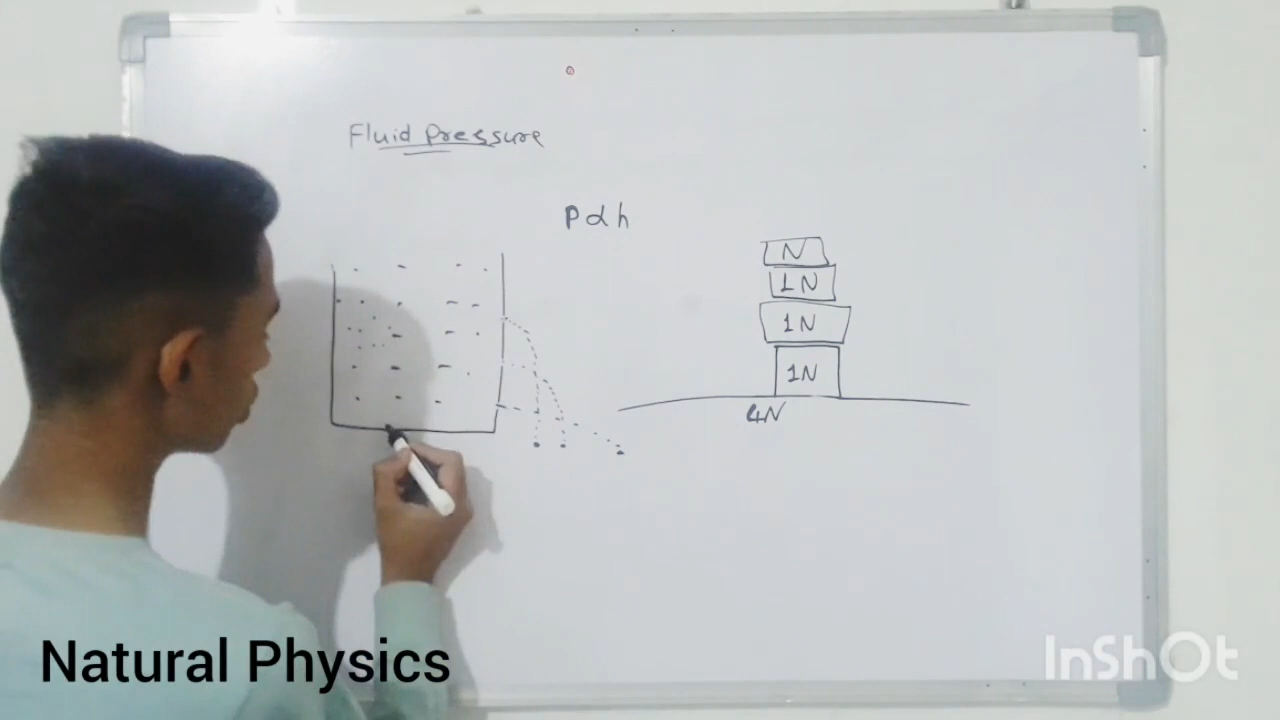 Fluid Pressure
P α h
N
1N
1N
1N
4N
Natural Physics
InShOt